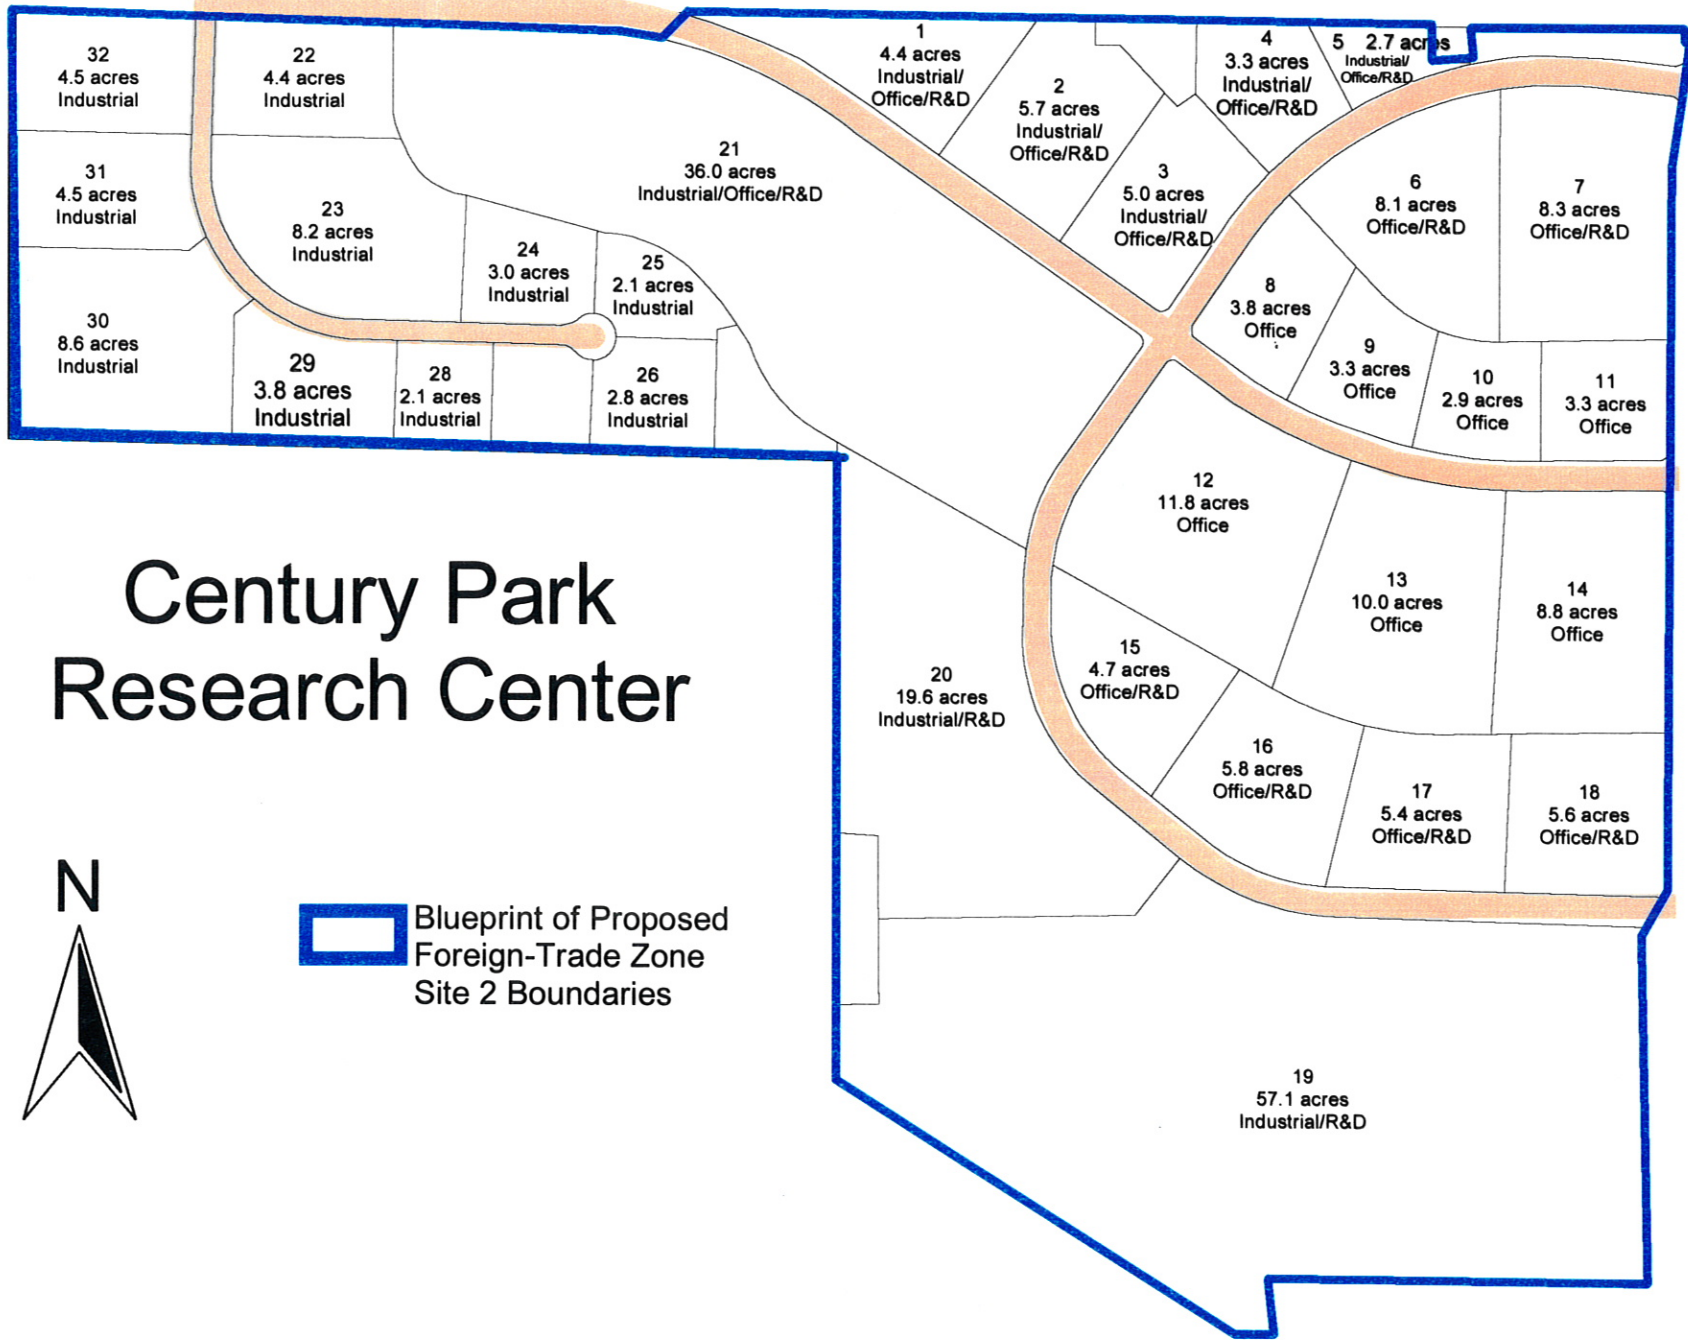 32
4.5 acres
Industrial
22
4.4 acres
Industrial
1
4.4 acres
Industrial/
Office/R&D
2
5.7 acres
Industrial/
Office/R&D
4
3.3 acres
Industrial/
Office/R&D
5 2.7 acres
Industrial/
Office/R&D
31
4.5 acres
Industrial
23
8.2 acres
Industrial
21
36.0 acres
Industrial/Office/R&D
3
5.0 acres
Industrial/
Office/R&D
6
8.1 acres
Office/R&D
7
8.3 acres
Office/R&D
24
3.0 acres
Industrial
25
2.1 acres
Industrial
8
3.8 acres
Office
30
8.6 acres
Industrial
29
3.8 acres
Industrial
28
2.1 acres
Industrial
26
2.8 acres
Industrial
9
3.3 acres
Office
10
2.9 acres
Office
11
3.3 acres
Office
12
11.8 acres
Office
13
10.0 acres
Office
14
8.8 acres
Office
Century Park
Research Center
15
4.7 acres
Office/R&D
20
19.6 acres
Industrial/R&D
16
5.8 acres
Office/R&D
17
5.4 acres
Office/R&D
18
5.6 acres
Office/R&D
N
Blueprint of Proposed
Foreign-Trade Zone
Site 2 Boundaries
19
57.1 acres
Industrial/R&D